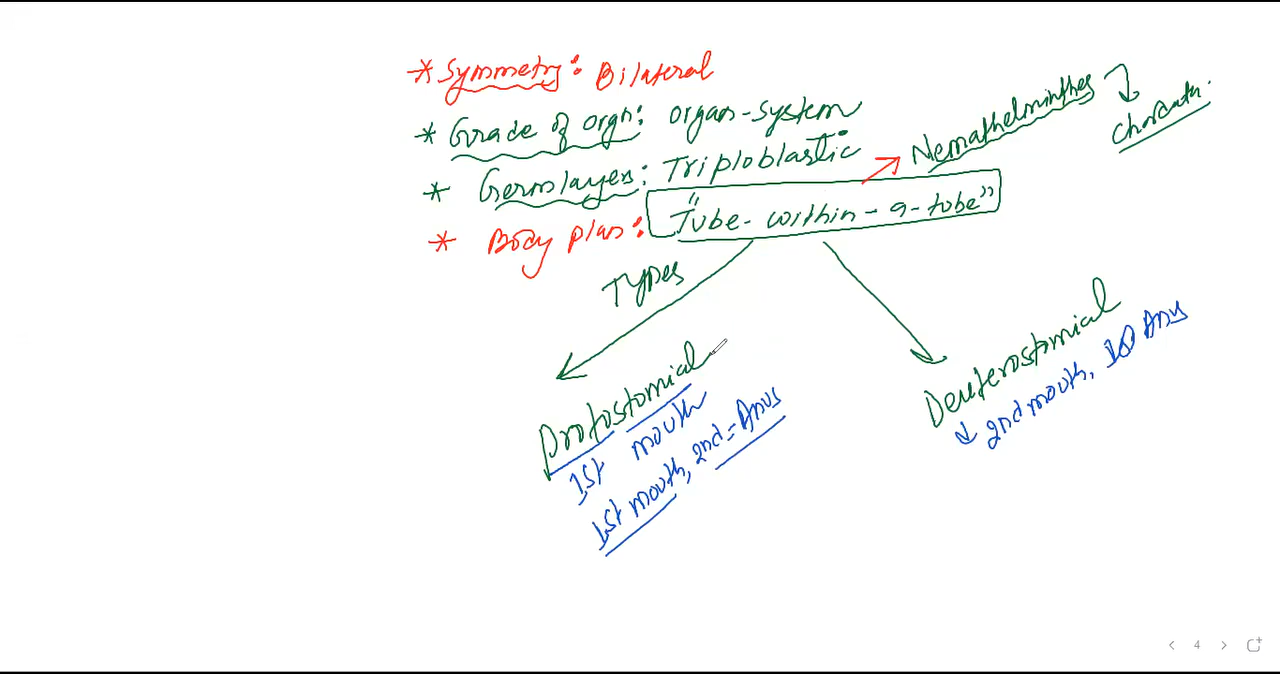 * Symmetry: Bilateral
* Grade of orgn: organ-system
* Germ layers: Triploblastic
Nemathelminthes
Chordata.
* Body plan: "Tube-within-a-tube"
Types
Protostomial
1st mouth
1st mouth, 2nd = Anus
Deuterostomial
2nd mouth, 1st Anus
4